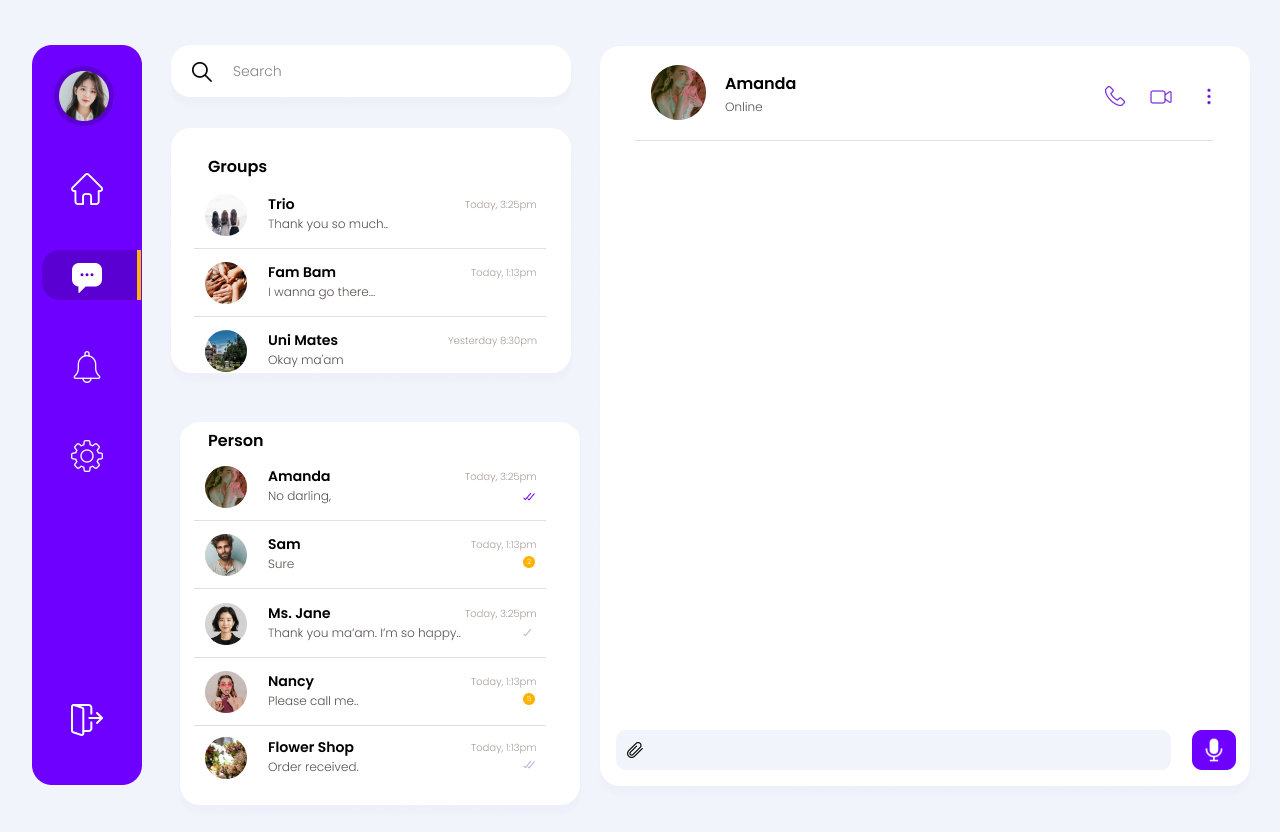 Search
Groups
Trio
Today, 3:25pm
Thank you so much..
Fam Bam
Today, 1:13pm
I wanna go there...
Uni Mates
Yesterday 8:30pm
Okay ma'am
Person
Amanda
Today, 3:25pm
No darling,
Sam
Today, 1:13pm
Sure
2
Ms. Jane
Today, 3:25pm
Thank you ma’am. I’m so happy..
Nancy
Today, 1:13pm
Please call me..
Flower Shop
Today, 1:13pm
Order received.
Amanda
Online